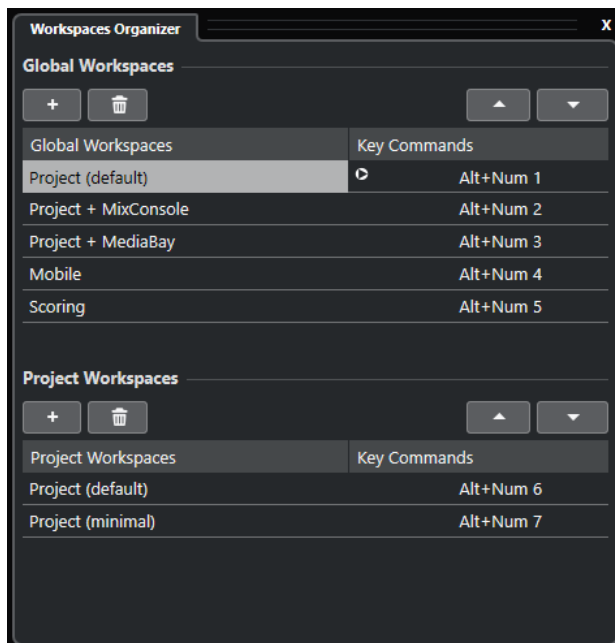 Workspaces Organizer X
Global Workspaces
+
Global Workspaces Key Commands
Project (default) Alt+Num 1
Project + MixConsole Alt+Num 2
Project + MediaBay Alt+Num 3
Mobile Alt+Num 4
Scoring Alt+Num 5
Project Workspaces
+
Project Workspaces Key Commands
Project (default) Alt+Num 6
Project (minimal) Alt+Num 7